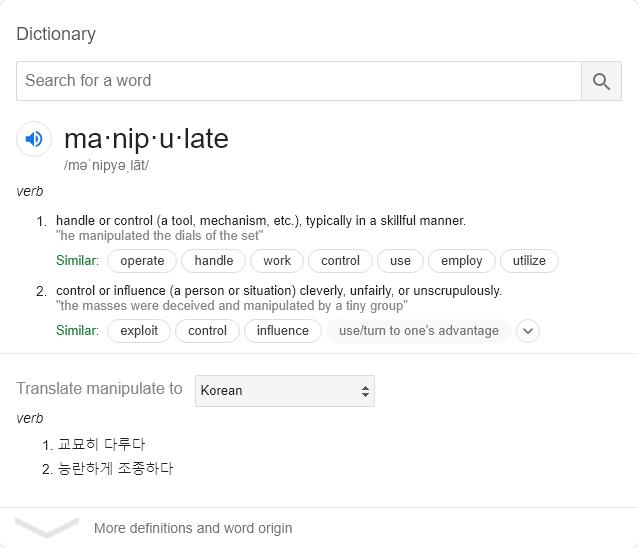 Dictionary
Search for a word
ma·nip·u·late
/məˈnipyəˌlāt/
verb
1. handle or control (a tool, mechanism, etc.), typically in a skillful manner.
"he manipulated the dials of the set"
Similar: operate handle work control use employ utilize
2. control or influence (a person or situation) cleverly, unfairly, or unscrupulously.
"the masses were deceived and manipulated by a tiny group"
Similar: exploit control influence use/turn to one's advantage
Translate manipulate to Korean
verb
1. 교묘히 다루다
2. 능란하게 조종하다
More definitions and word origin